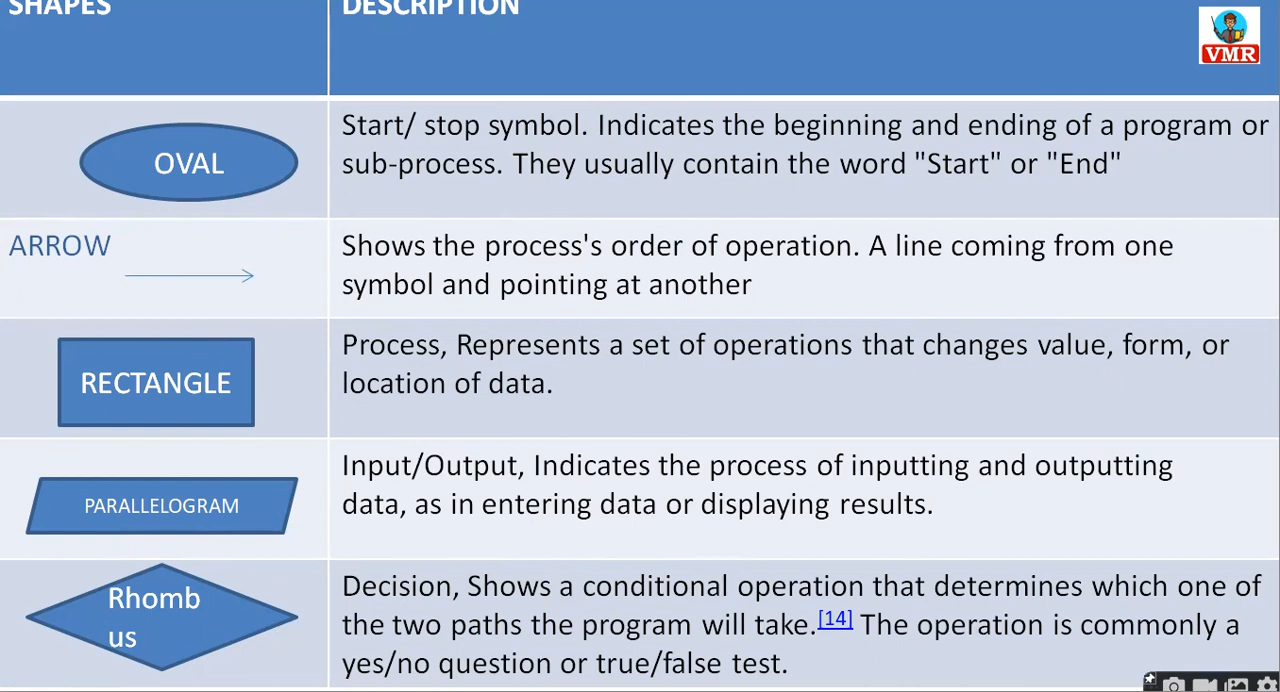 SHAPES
DESCRIPTION
VMR
OVAL
Start/ stop symbol. Indicates the beginning and ending of a program or
sub-process. They usually contain the word "Start" or "End"
ARROW
Shows the process's order of operation. A line coming from one
symbol and pointing at another
RECTANGLE
Process, Represents a set of operations that changes value, form, or
location of data.
PARALLELOGRAM
Input/Output, Indicates the process of inputting and outputting
data, as in entering data or displaying results.
Rhomb
us
Decision, Shows a conditional operation that determines which one of
the two paths the program will take.[14] The operation is commonly a
yes/no question or true/false test.